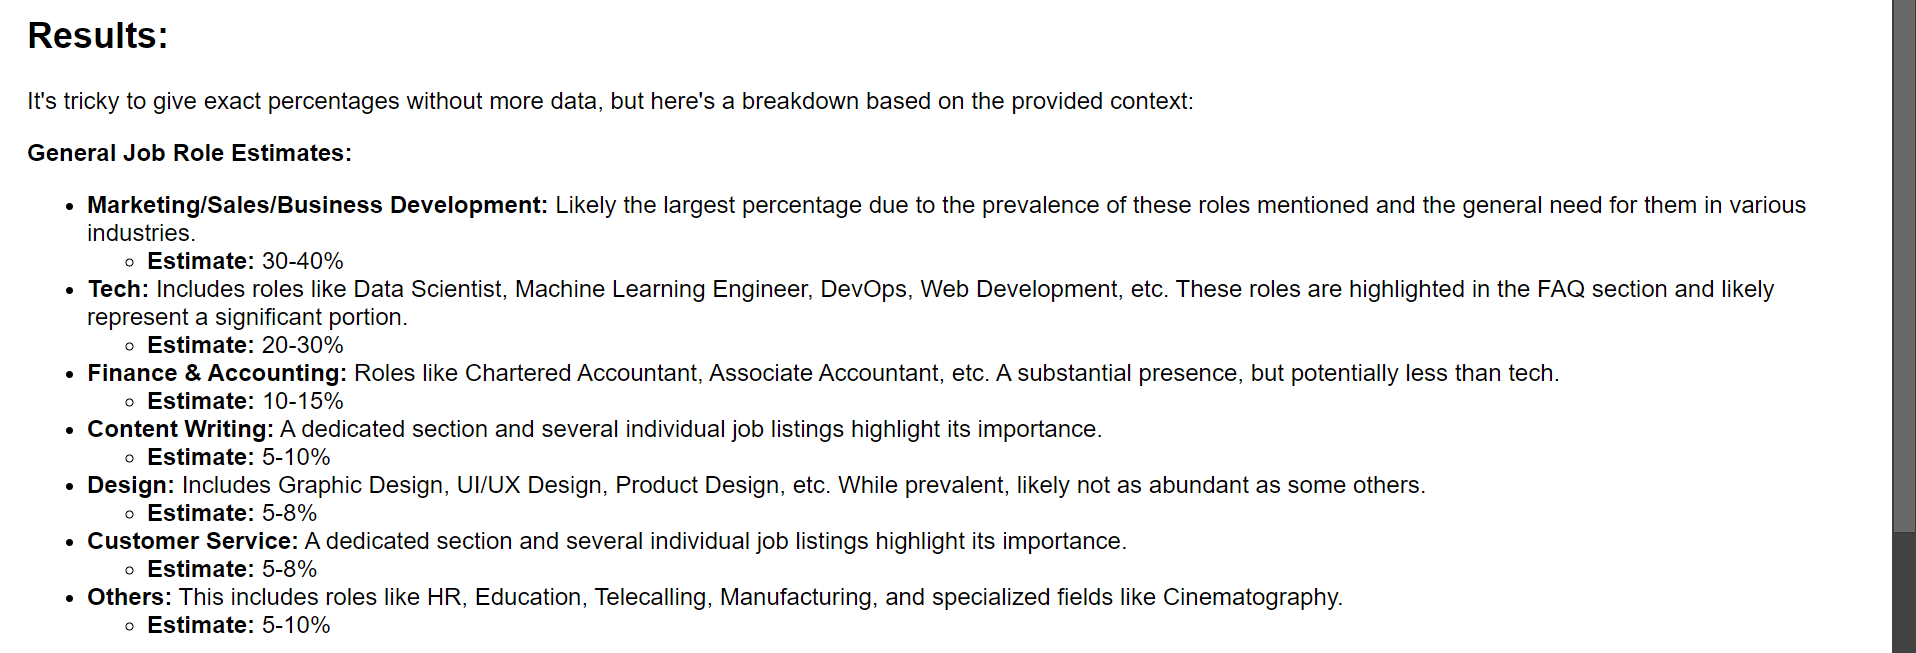 Results:
It's tricky to give exact percentages without more data, but here's a breakdown based on the provided context:
General Job Role Estimates:
• Marketing/Sales/Business Development: Likely the largest percentage due to the prevalence of these roles mentioned and the general need for them in various
industries.
◦ Estimate: 30-40%
• Tech: Includes roles like Data Scientist, Machine Learning Engineer, DevOps, Web Development, etc. These roles are highlighted in the FAQ section and likely
represent a significant portion.
◦ Estimate: 20-30%
• Finance & Accounting: Roles like Chartered Accountant, Associate Accountant, etc. A substantial presence, but potentially less than tech.
◦ Estimate: 10-15%
• Content Writing: A dedicated section and several individual job listings highlight its importance.
◦ Estimate: 5-10%
• Design: Includes Graphic Design, UI/UX Design, Product Design, etc. While prevalent, likely not as abundant as some others.
◦ Estimate: 5-8%
• Customer Service: A dedicated section and several individual job listings highlight its importance.
◦ Estimate: 5-8%
• Others: This includes roles like HR, Education, Telecalling, Manufacturing, and specialized fields like Cinematography.
◦ Estimate: 5-10%